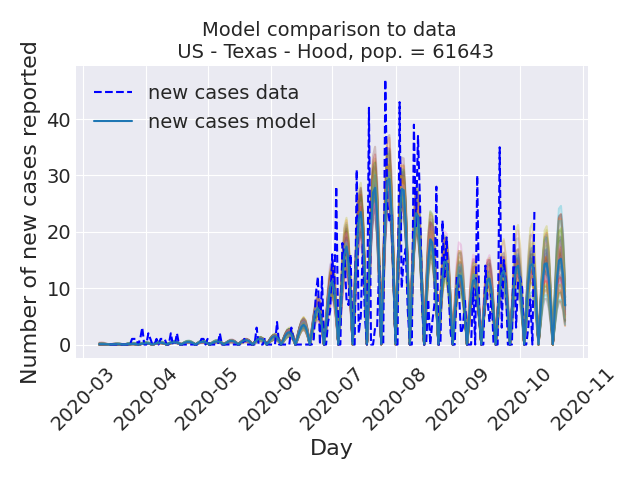 Model comparison to data
US - Texas - Hood, pop. = 61643
new cases data
new cases model
Number of new cases reported
40
30
20
10
0
2020-03
2020-04
2020-05
2020-06
2020-07
2020-08
2020-09
2020-10
2020-11
Day